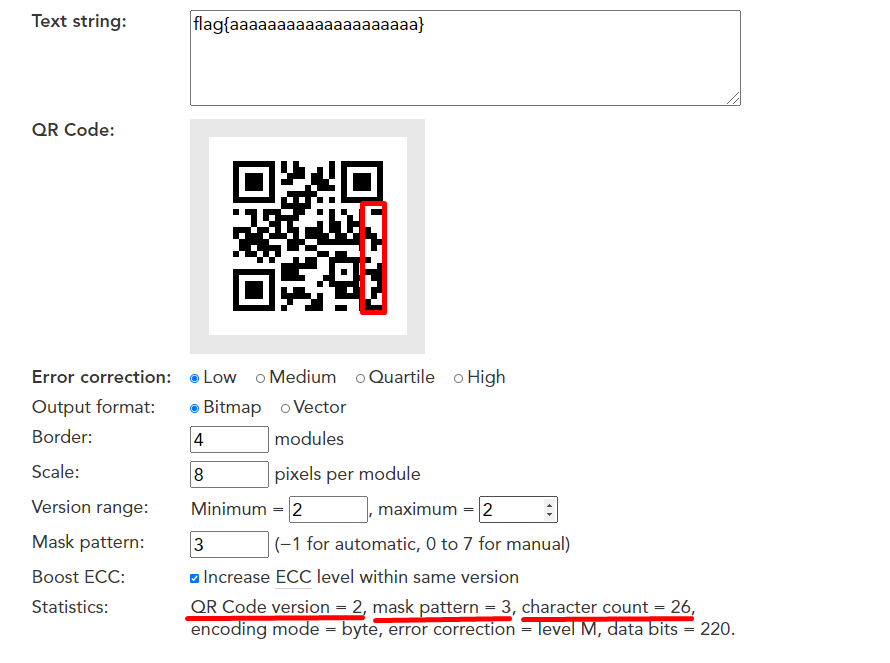 Text string:
flag{aaaaaaaaaaaaaaaaaaaa}
QR Code:
Error correction: Low Medium Quartile High
Output format: Bitmap Vector
Border: 4 modules
Scale: 8 pixels per module
Version range: Minimum = 2, maximum = 2
Mask pattern: 3 (−1 for automatic, 0 to 7 for manual)
Boost ECC: Increase ECC level within same version
Statistics: QR Code version = 2, mask pattern = 3, character count = 26,
encoding mode = byte, error correction = level M, data bits = 220.